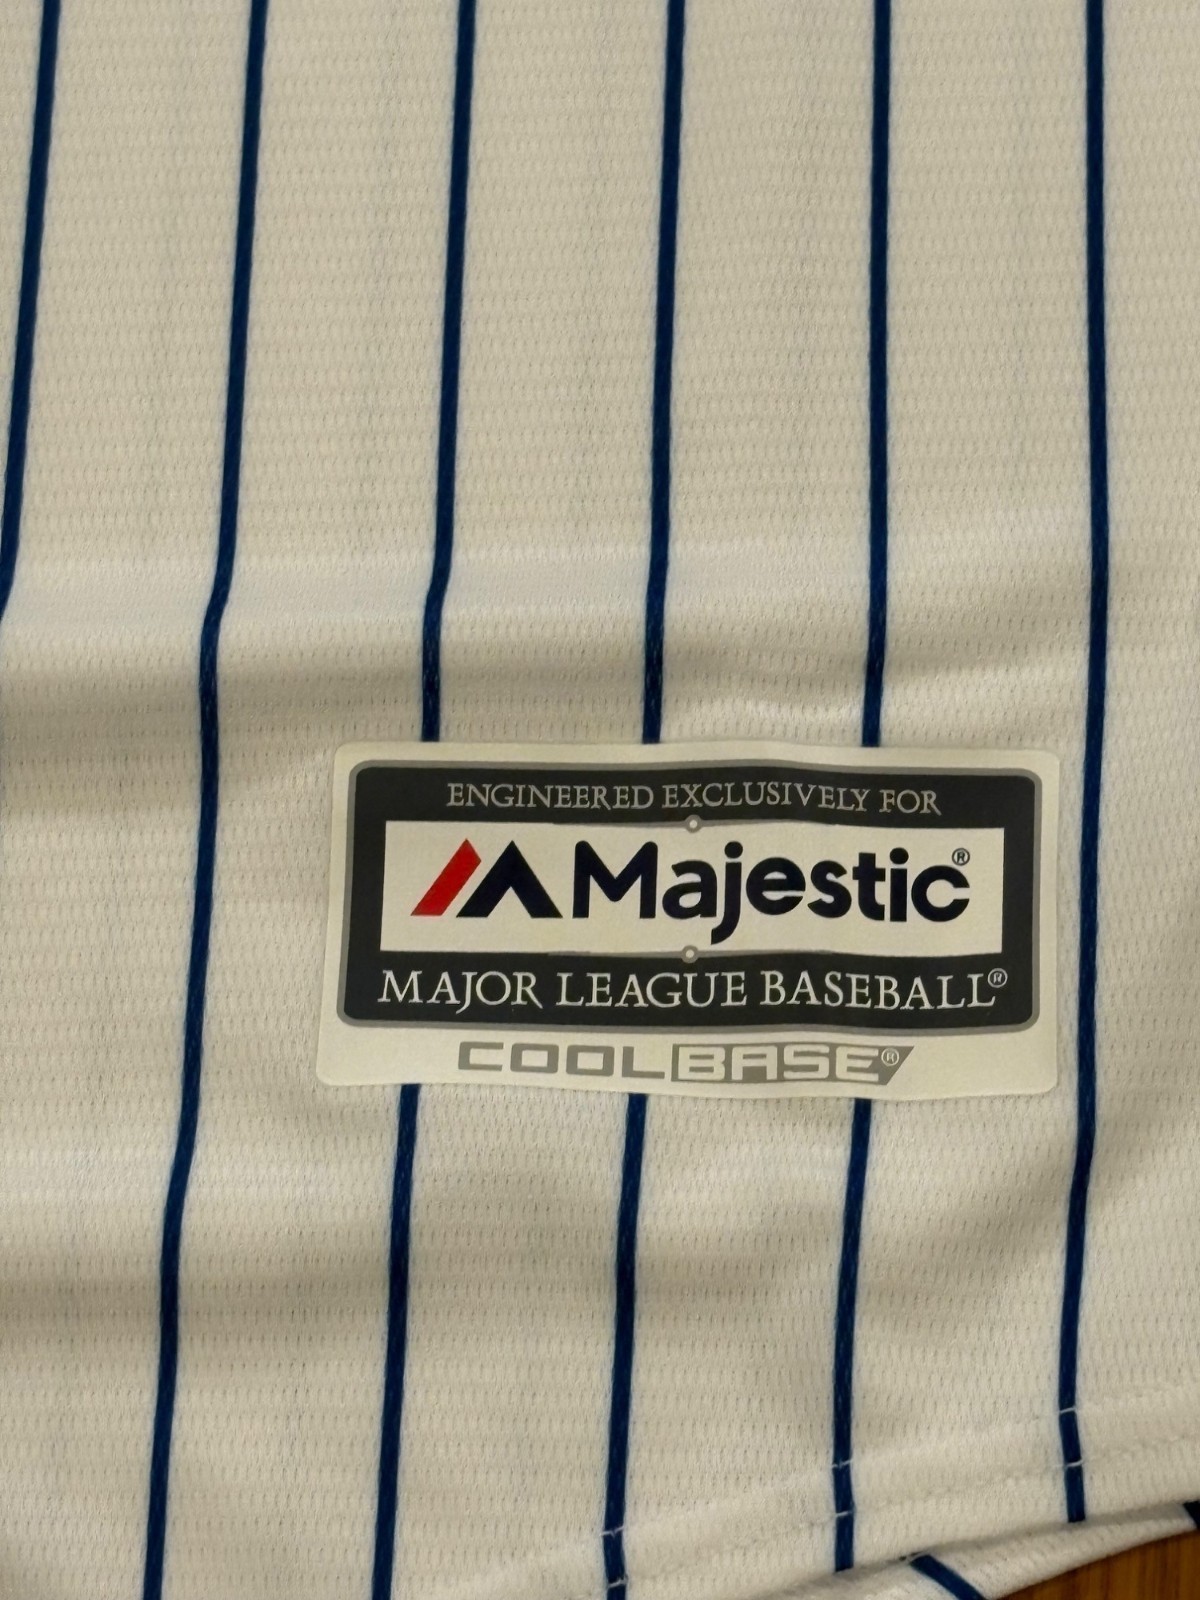 ENGINEERED EXCLUSIVELY FOR
Majestic®
MAJOR LEAGUE BASEBALL®
COOLBASE®